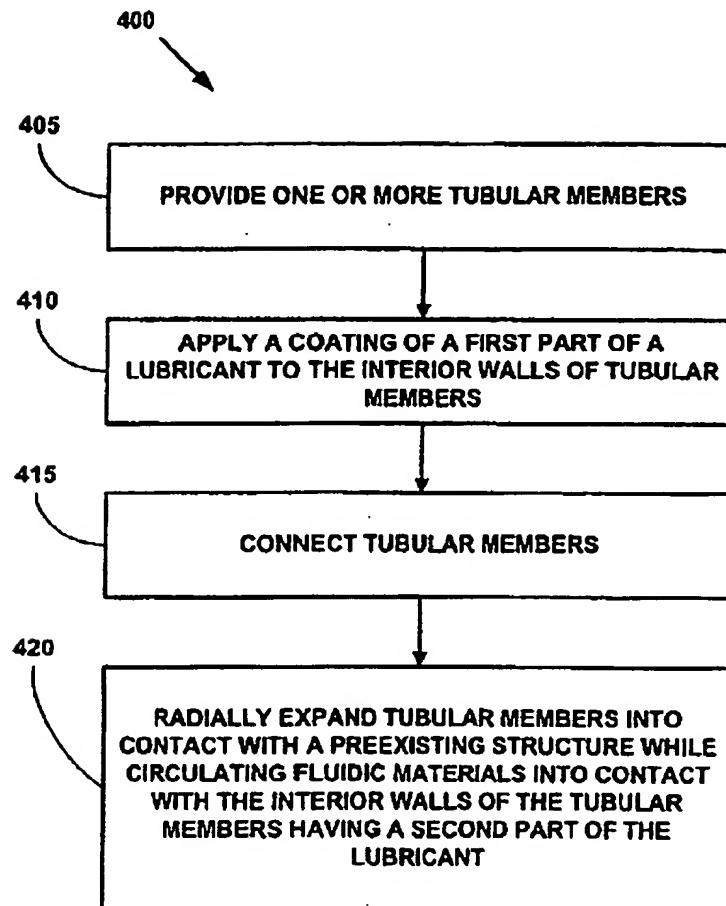 400
405
PROVIDE ONE OR MORE TUBULAR MEMBERS
410
APPLY A COATING OF A FIRST PART OF A
LUBRICANT TO THE INTERIOR WALLS OF TUBULAR
MEMBERS
415
CONNECT TUBULAR MEMBERS
420
RADIALLY EXPAND TUBULAR MEMBERS INTO
CONTACT WITH A PREEXISTING STRUCTURE WHILE
CIRCULATING FLUIDIC MATERIALS INTO CONTACT
WITH THE INTERIOR WALLS OF THE TUBULAR
MEMBERS HAVING A SECOND PART OF THE
LUBRICANT